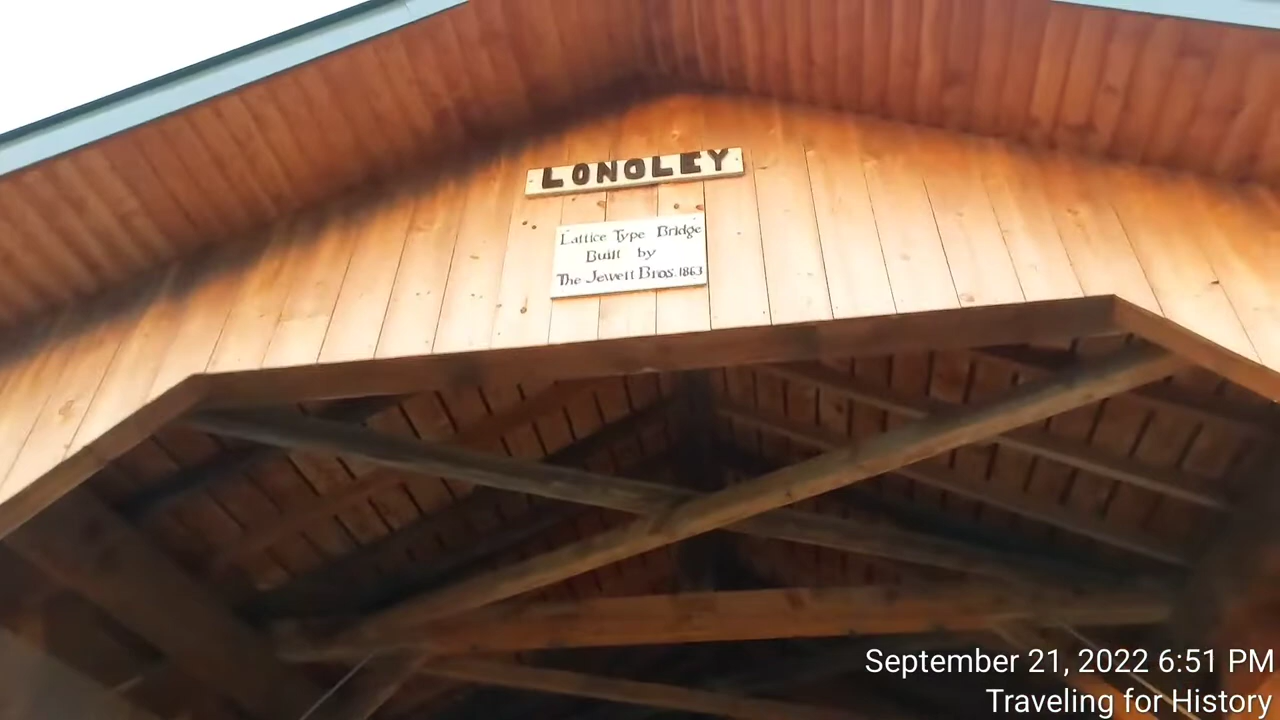 LONGLEY
Lattice Type Bridge
Built by
The Jewett Bros. 1863
September 21, 2022 6:51 PM
Traveling for History